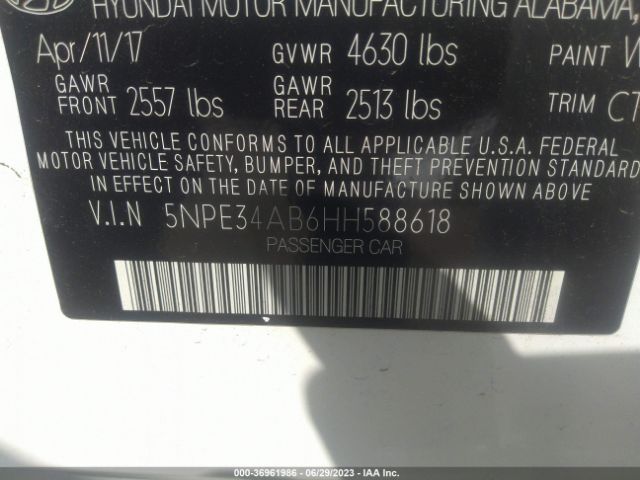 HYUNDAI MOTOR MANUFACTURING ALABAMA,
Apr/11/17 GVWR 4630 lbs PAINT
GAWR FRONT 2557 lbs GAWR REAR 2513 lbs TRIM CT
THIS VEHICLE CONFORMS TO ALL APPLICABLE U.S.A. FEDERAL
MOTOR VEHICLE SAFETY, BUMPER, AND THEFT PREVENTION STANDARD
IN EFFECT ON THE DATE OF MANUFACTURE SHOWN ABOVE
V.I.N 5NPE34AB6HH588618
PASSENGER CAR
000-36961986 - 06/29/2023 - IAA Inc.